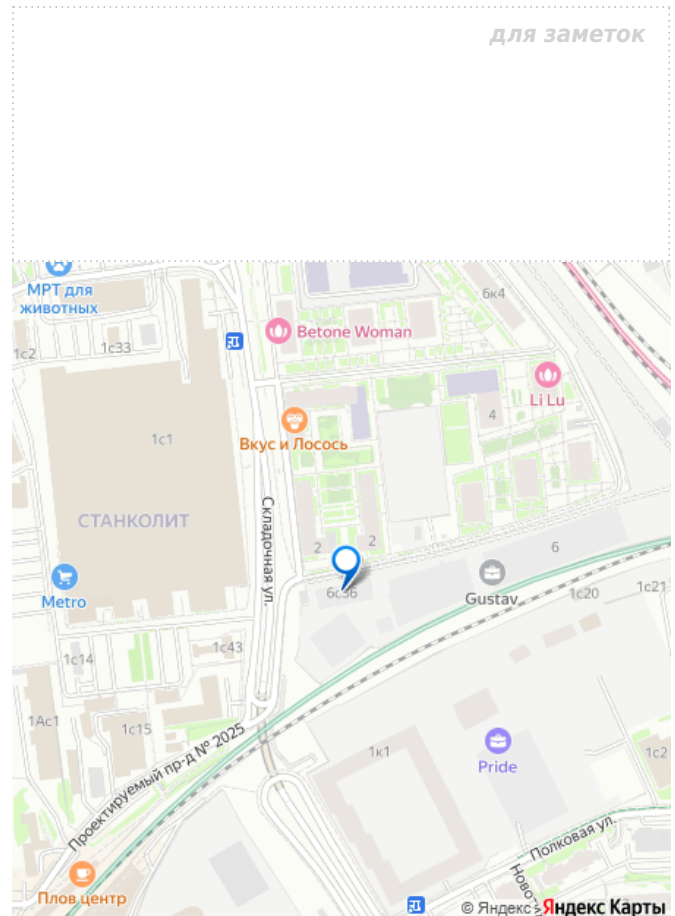 для заметок
МРТ для
животных
6к4
Betone Woman
1с33
1с2
Li Lu
4
Вкус и Лосось
1с1
СТАНКОЛИТ
Складочная ул.
2
2
6
6с36
Metro
Gustav
1с20
1с21
1с43
1с14
1Ас1
1с15
Проектируемый пр-д № 2025
1к1
Pride
1с2
Полковая ул.
Плов центр
© Яндекс
Яндекс Карты